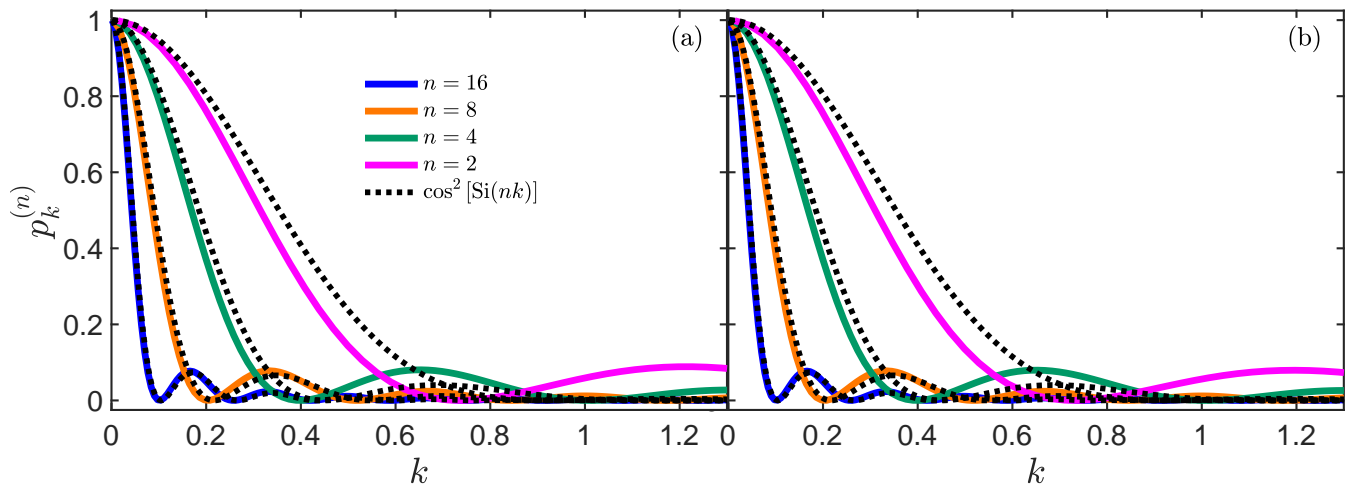 (a)
(b)
n = 16
n = 8
n = 4
n = 2
cos² [Si(nk)]
p_k^{(n)}
1
0.8
0.6
0.4
0.2
0
0 0.2 0.4 0.6 0.8 1 1.2
0 0.2 0.4 0.6 0.8 1 1.2
k
k